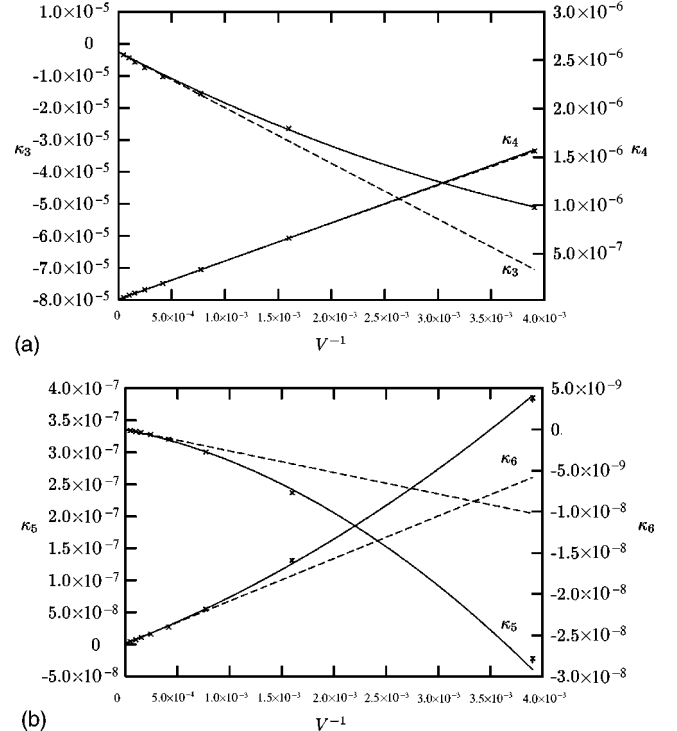 1.0×10⁻⁵
0
-1.0×10⁻⁵
-2.0×10⁻⁵
-3.0×10⁻⁵
κ₃
-4.0×10⁻⁵
-5.0×10⁻⁵
-6.0×10⁻⁵
-7.0×10⁻⁵
-8.0×10⁻⁵
3.0×10⁻⁶
2.5×10⁻⁶
2.0×10⁻⁶
1.5×10⁻⁶
κ₄
1.0×10⁻⁶
5.0×10⁻⁷
κ₄
κ₃
0 5.0×10⁻⁴ 1.0×10⁻³ 1.5×10⁻³ 2.0×10⁻³ 2.5×10⁻³ 3.0×10⁻³ 3.5×10⁻³ 4.0×10⁻³
(a) V⁻¹
4.0×10⁻⁷
3.5×10⁻⁷
3.0×10⁻⁷
2.5×10⁻⁷
2.0×10⁻⁷
κ₅
1.5×10⁻⁷
1.0×10⁻⁷
5.0×10⁻⁸
0
-5.0×10⁻⁸
5.0×10⁻⁹
0
-5.0×10⁻⁹
-1.0×10⁻⁸
κ₆
-1.5×10⁻⁸
-2.0×10⁻⁸
-2.5×10⁻⁸
-3.0×10⁻⁸
κ₆
κ₅
0 5.0×10⁻⁴ 1.0×10⁻³ 1.5×10⁻³ 2.0×10⁻³ 2.5×10⁻³ 3.0×10⁻³ 3.5×10⁻³ 4.0×10⁻³
(b) V⁻¹